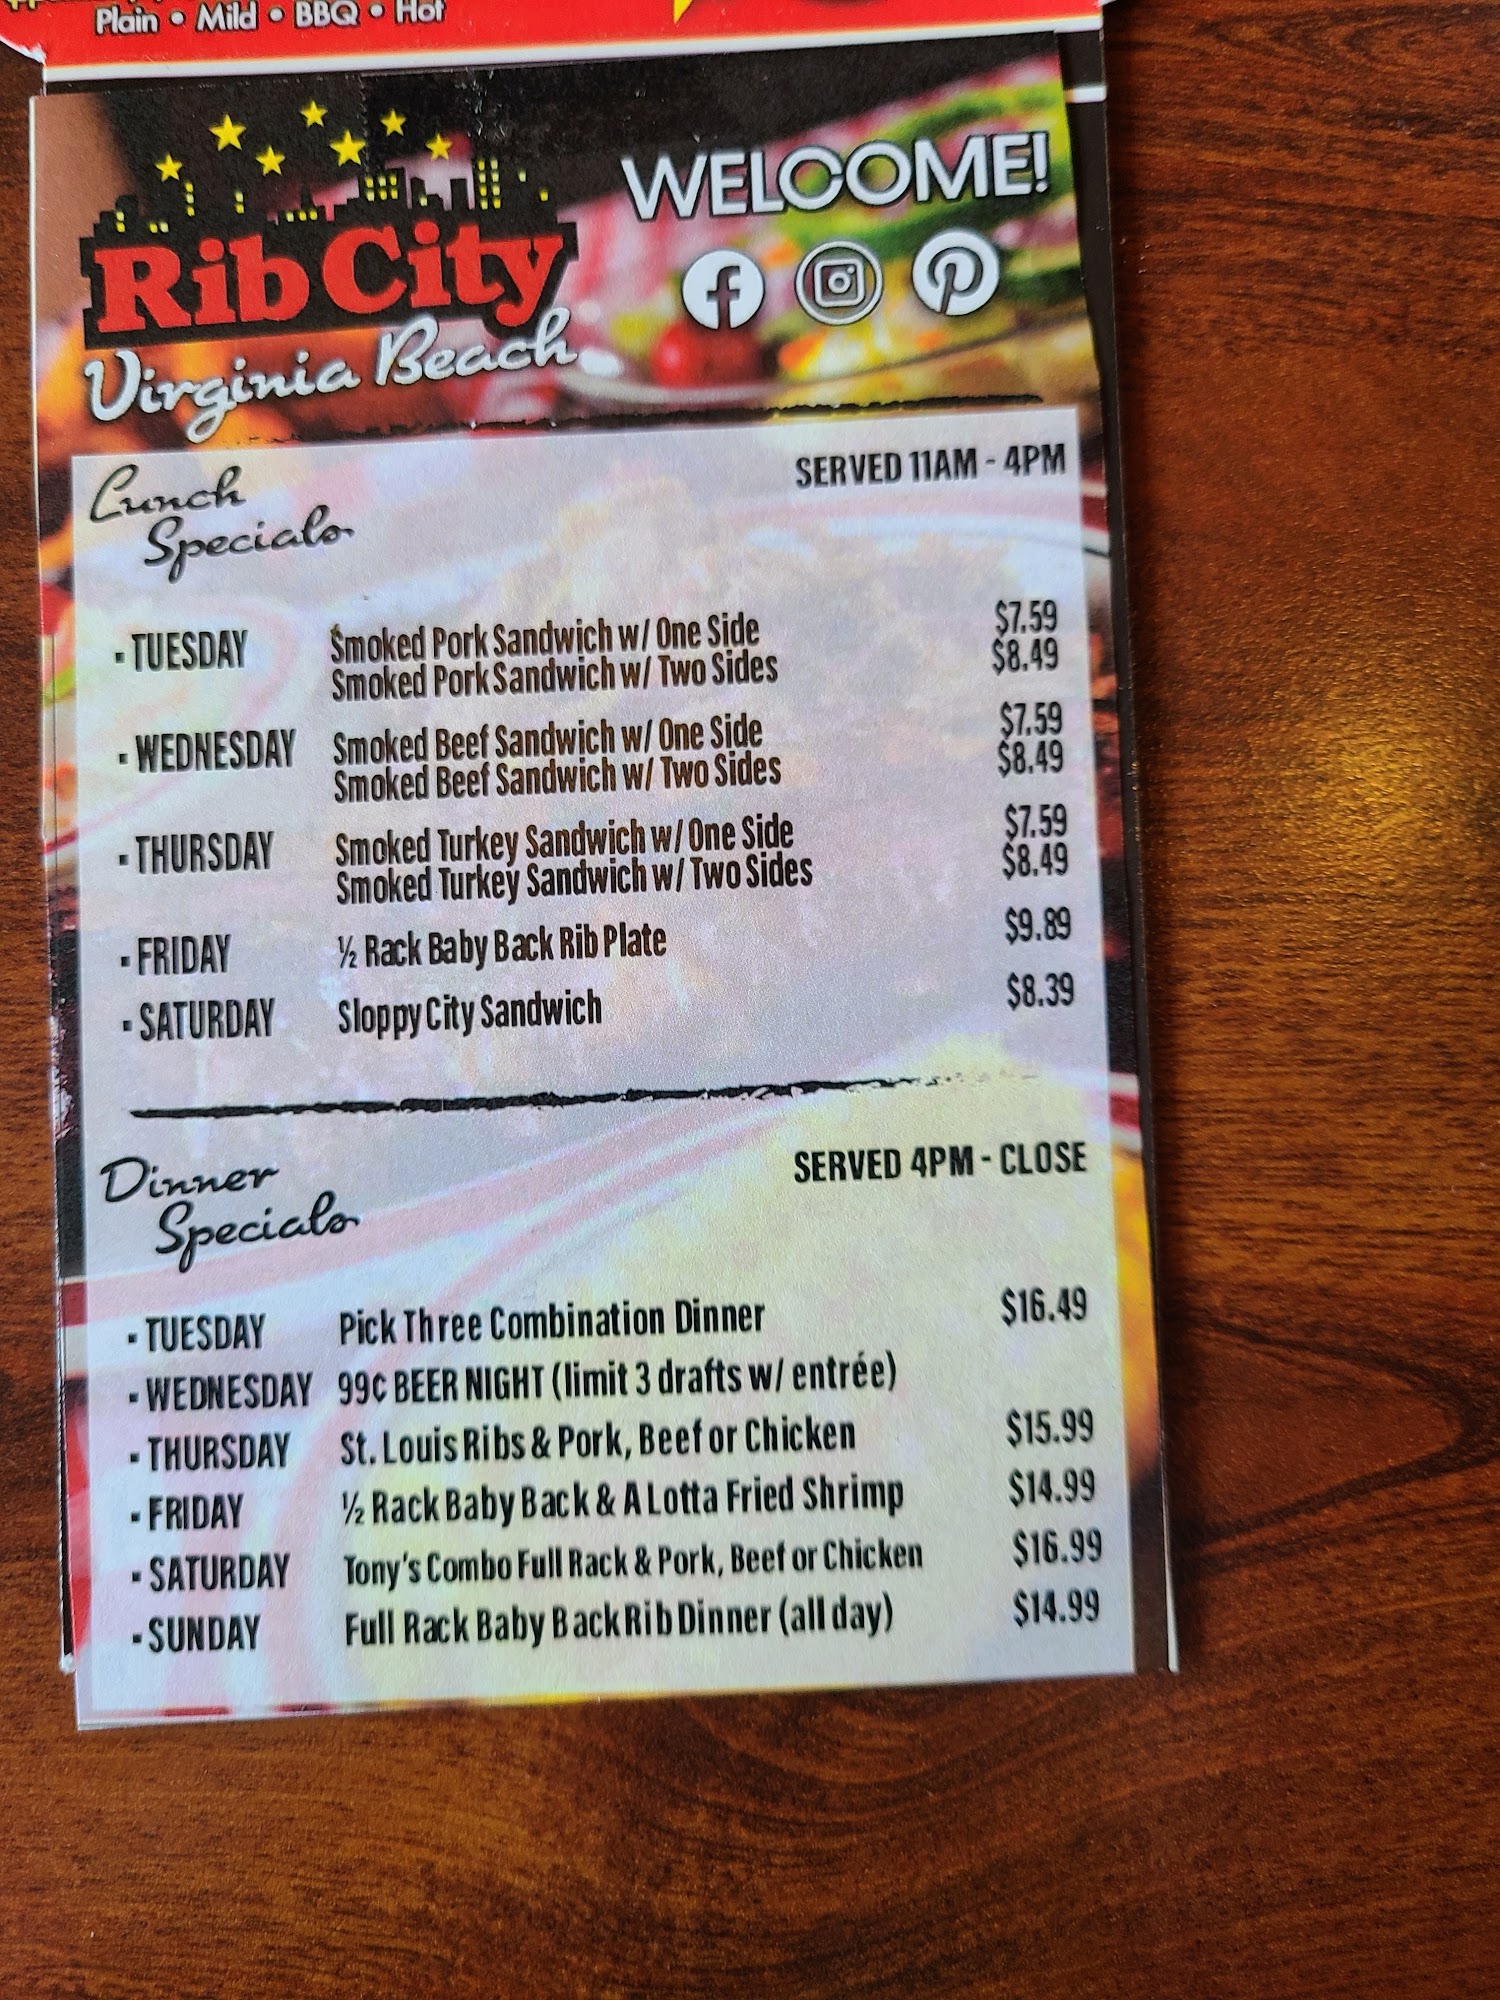 Plain • Mild • BBQ • Hot
Rib City
Virginia Beach
WELCOME!
Lunch
Specials
SERVED 11AM - 4PM
▪ TUESDAY Smoked Pork Sandwich w/ One Side $7.59
Smoked Pork Sandwich w/ Two Sides $8.49
▪ WEDNESDAY Smoked Beef Sandwich w/ One Side $7.59
Smoked Beef Sandwich w/ Two Sides $8.49
▪ THURSDAY Smoked Turkey Sandwich w/ One Side $7.59
Smoked Turkey Sandwich w/ Two Sides $8.49
▪ FRIDAY ½ Rack Baby Back Rib Plate $9.89
▪ SATURDAY Sloppy City Sandwich $8.39
Dinner
Specials
SERVED 4PM - CLOSE
▪ TUESDAY Pick Three Combination Dinner $16.49
▪ WEDNESDAY 99¢ BEER NIGHT (limit 3 drafts w/ entrée)
▪ THURSDAY St. Louis Ribs & Pork, Beef or Chicken $15.99
▪ FRIDAY ½ Rack Baby Back & A Lotta Fried Shrimp $14.99
▪ SATURDAY Tony's Combo Full Rack & Pork, Beef or Chicken $16.99
▪ SUNDAY Full Rack Baby Back Rib Dinner (all day) $14.99